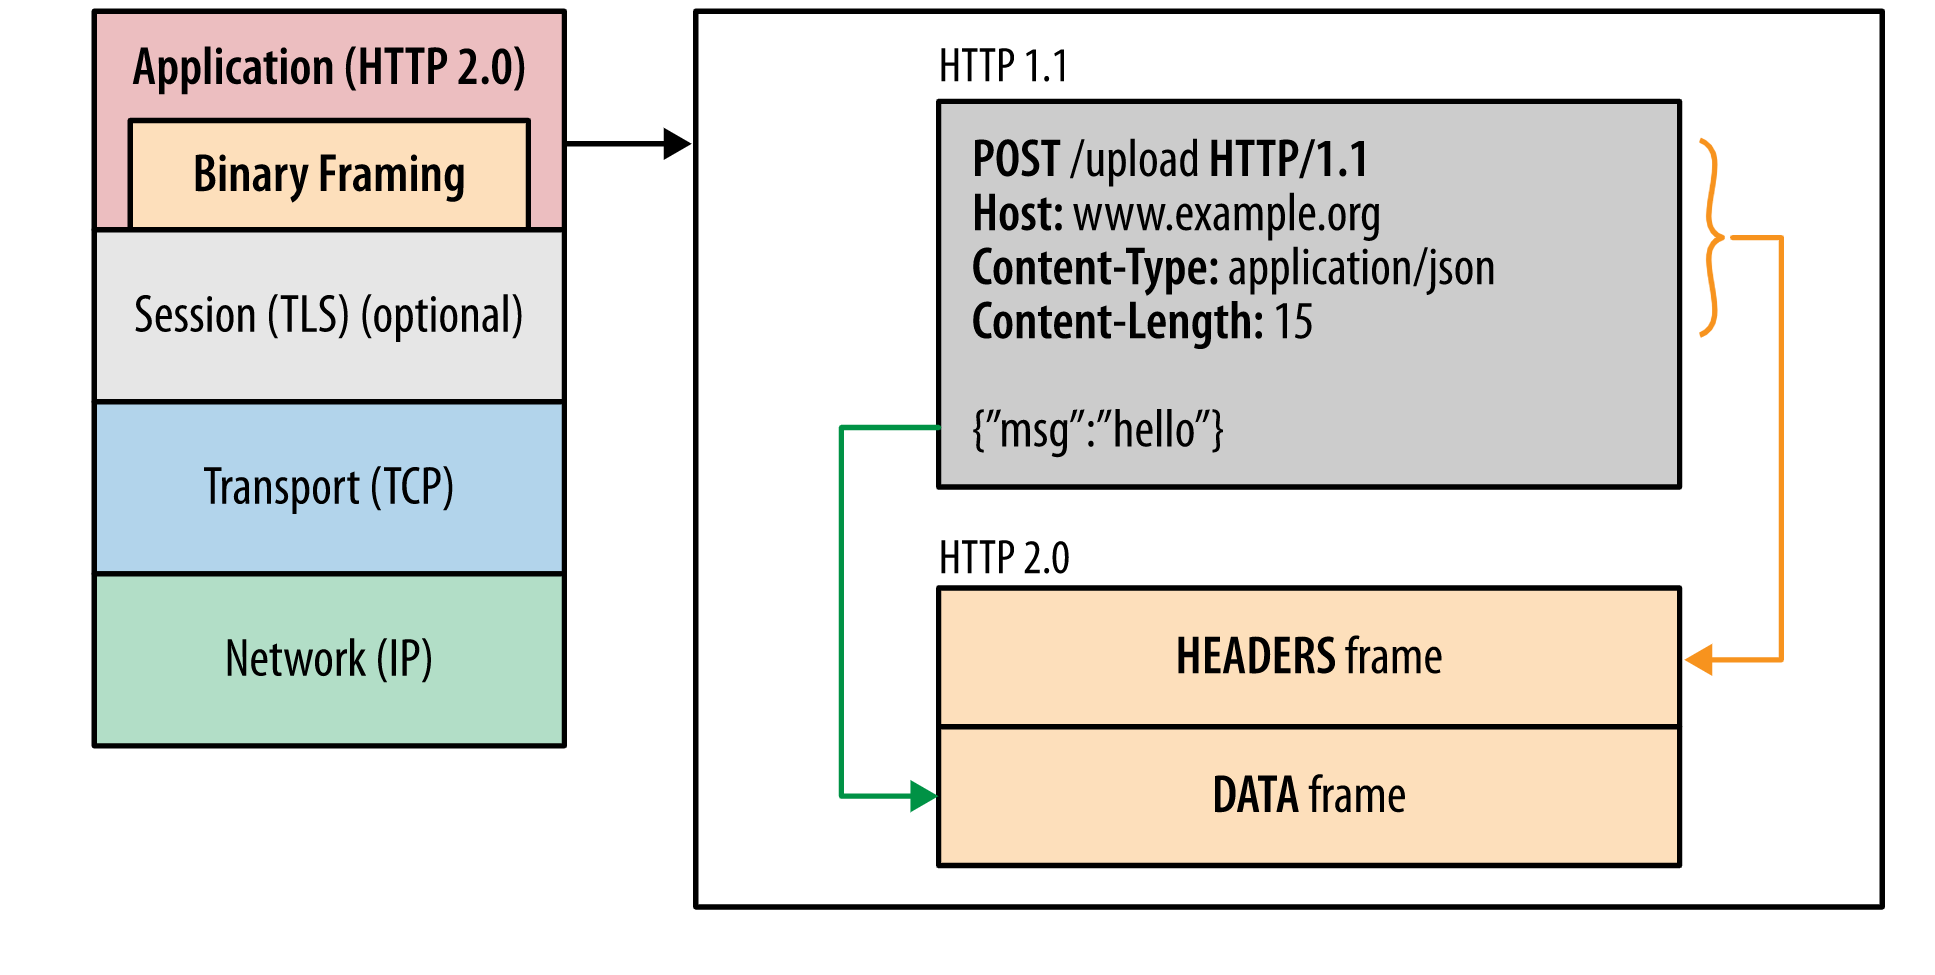 Application (HTTP 2.0)
Binary Framing
Session (TLS) (optional)
Transport (TCP)
Network (IP)
HTTP 1.1
POST /upload HTTP/1.1
Host: www.example.org
Content-Type: application/json
Content-Length: 15
{”msg”:”hello”}
HTTP 2.0
HEADERS frame
DATA frame